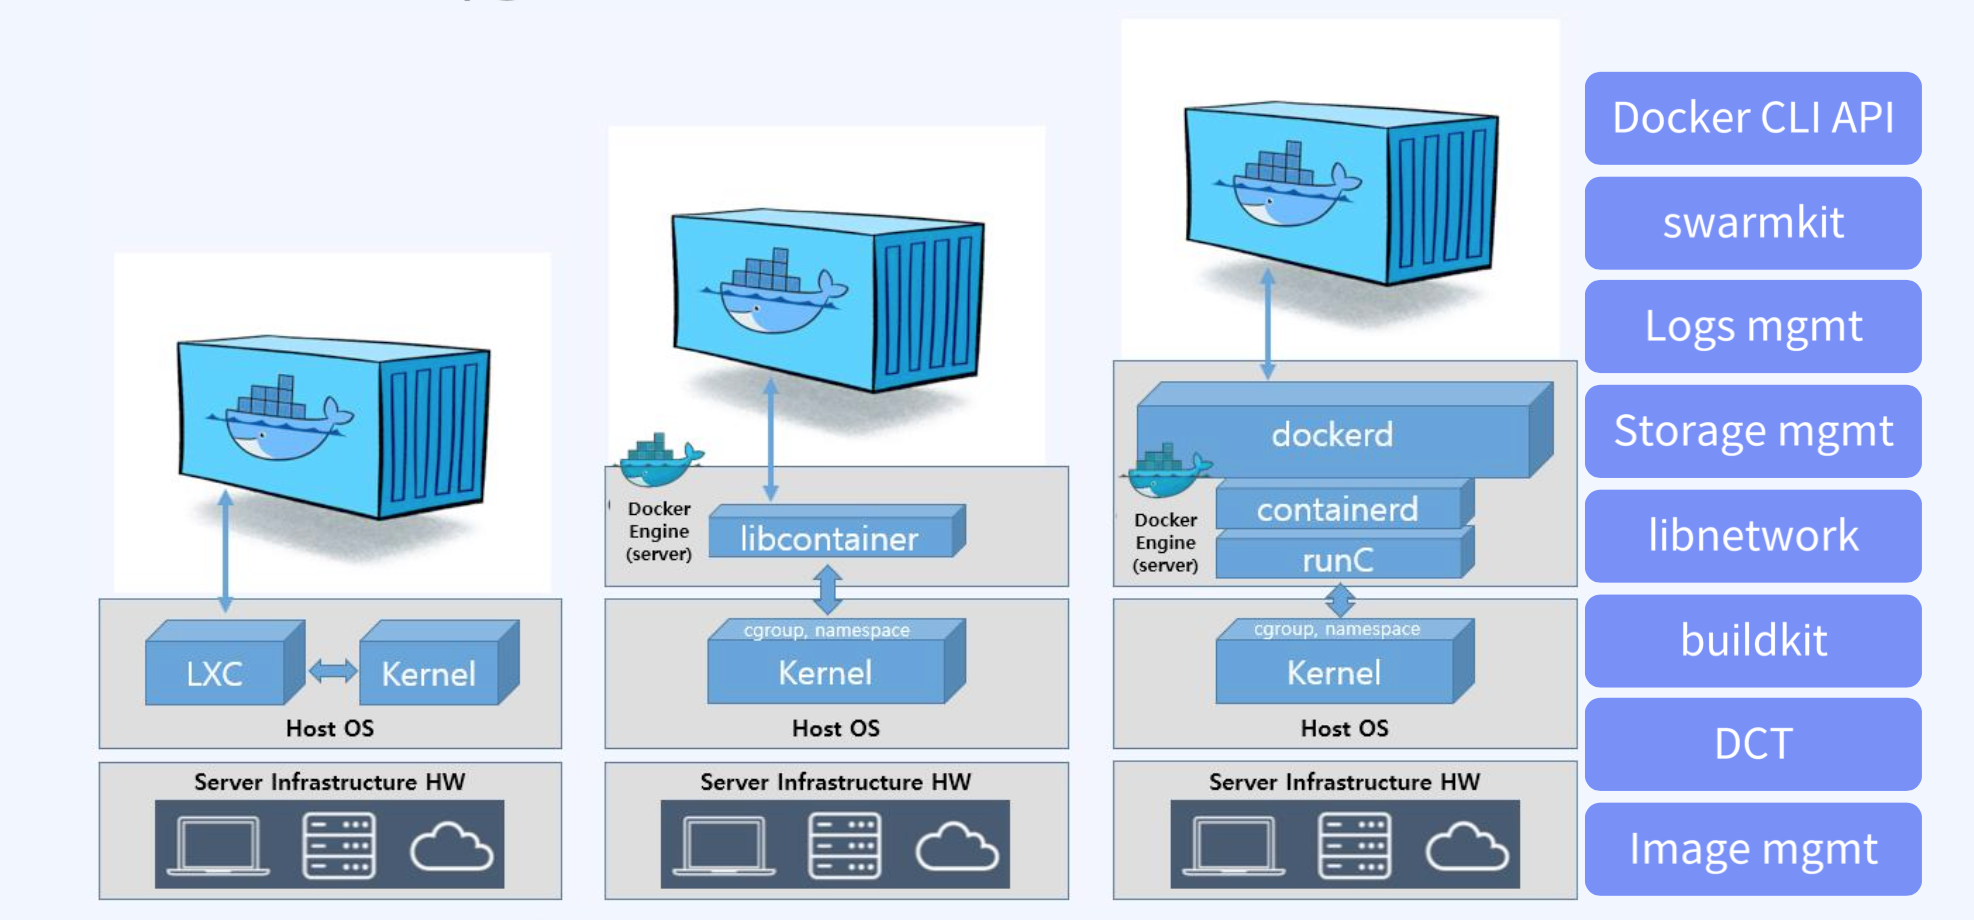 LXC
Kernel
Host OS
Server Infrastructure HW
Docker
Engine
(server)
libcontainer
cgroup, namespace
Kernel
Host OS
Server Infrastructure HW
dockerd
containerd
runC
Docker
Engine
(server)
cgroup, namespace
Kernel
Host OS
Server Infrastructure HW
Docker CLI API
swarmkit
Logs mgmt
Storage mgmt
libnetwork
buildkit
DCT
Image mgmt